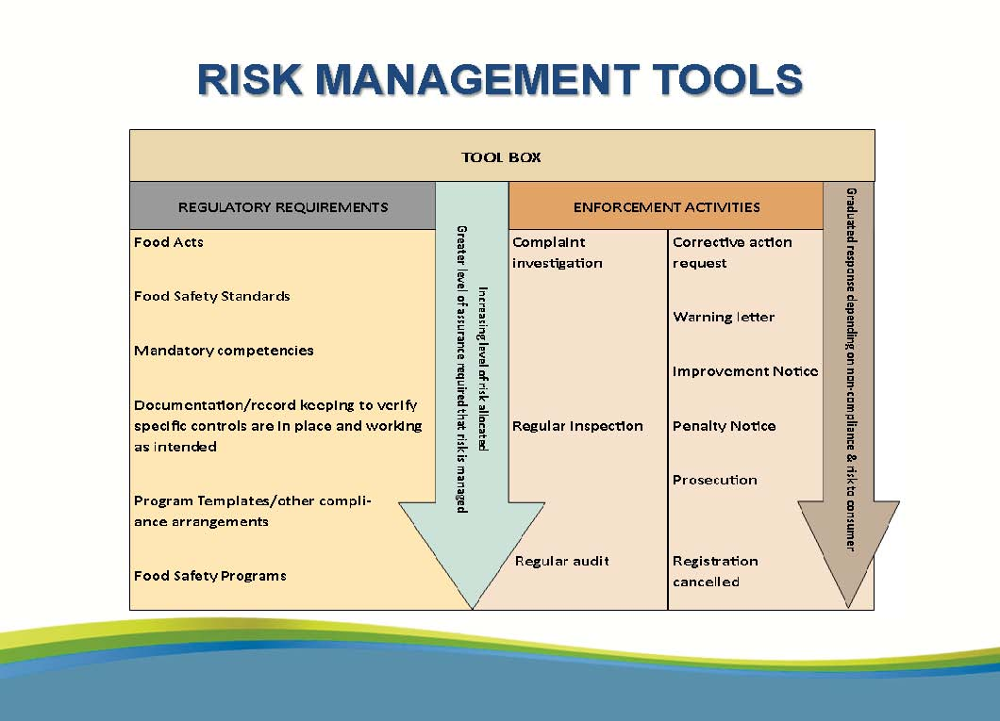 RISK MANAGEMENT TOOLS
TOOL BOX
REGULATORY REQUIREMENTS
Food Acts
Food Safety Standards
Mandatory competencies
Documentation/record keeping to verify
specific controls are in place and working
as intended
Program Templates/other compli-
ance arrangements
Food Safety Programs
Increasing level of risk allocated
Greater level of assurance required that risk is managed
ENFORCEMENT ACTIVITIES
Complaint
investigation
Regular inspection
Regular audit
Corrective action
request
Warning letter
Improvement Notice
Penalty Notice
Prosecution
Registration
cancelled
Graduated response depending on non-compliance & risk to consumer